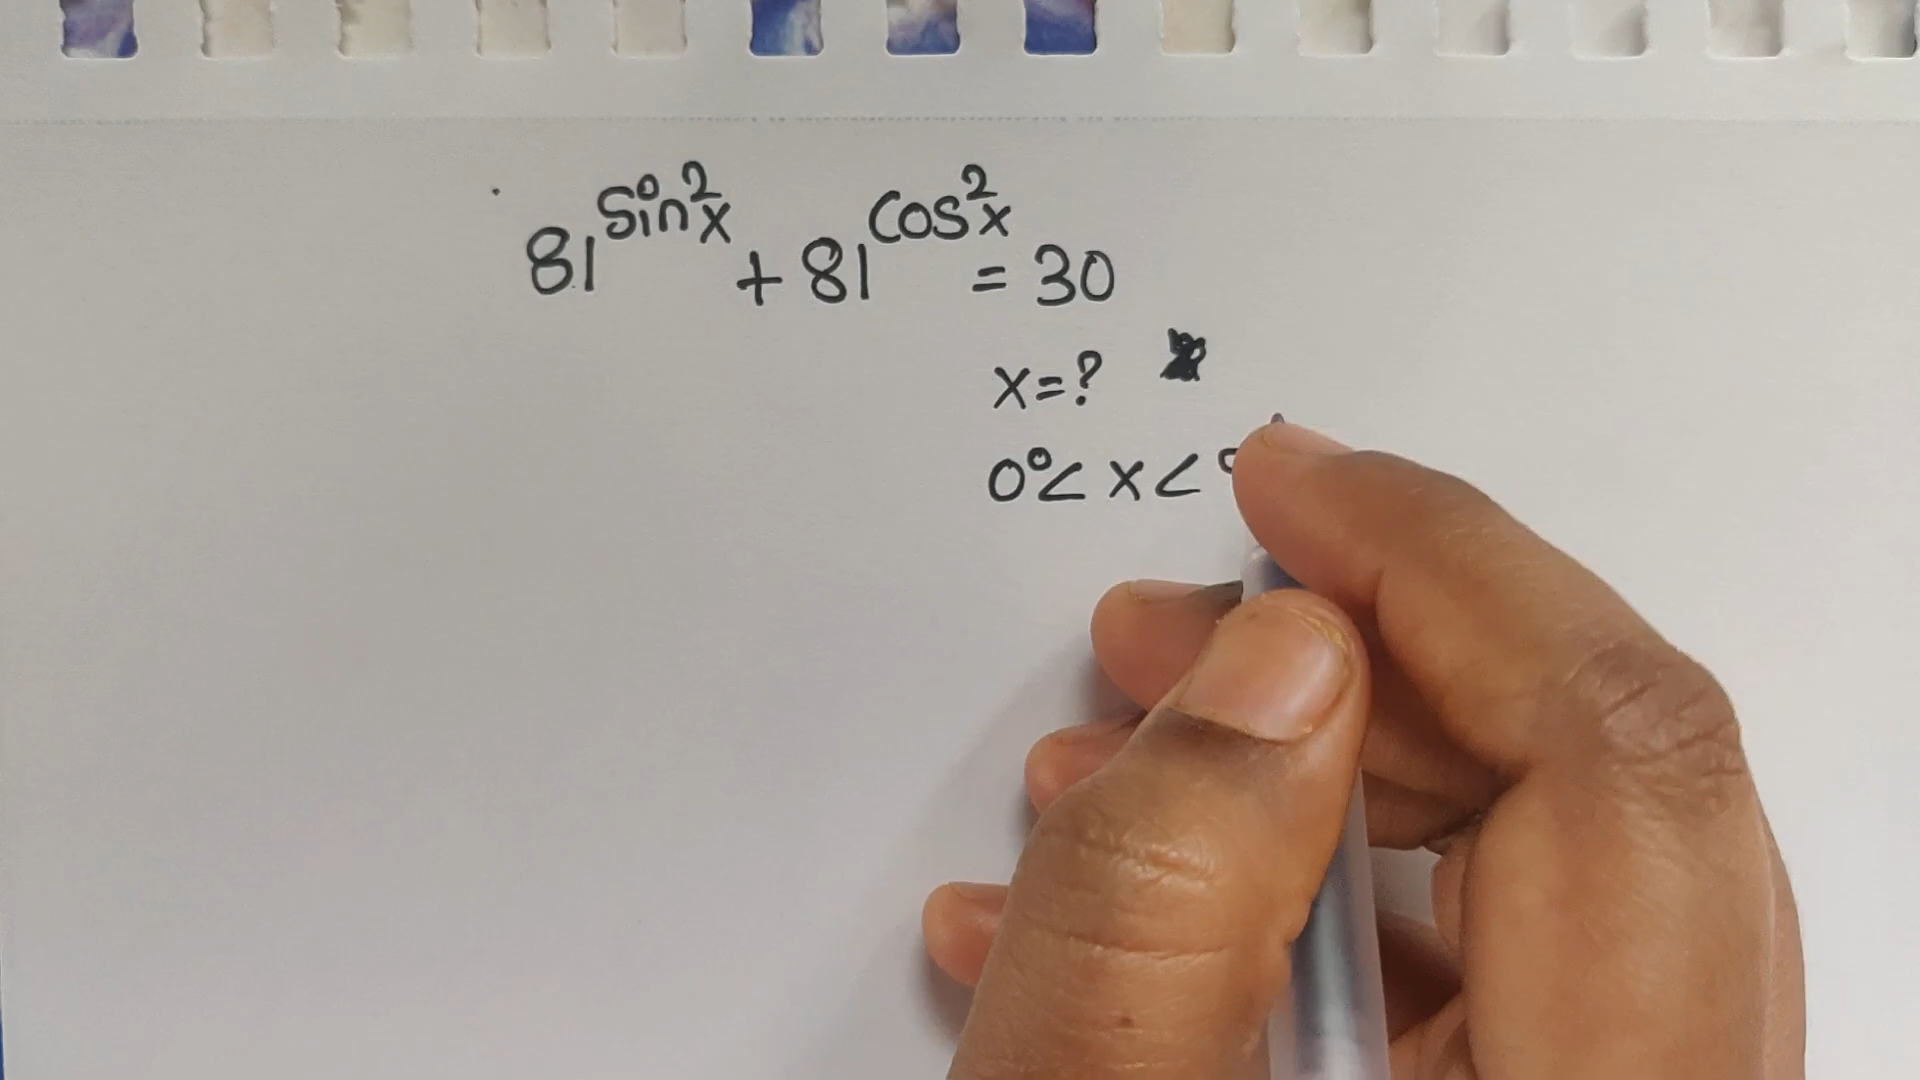 81^sin²x + 81^cos²x = 30
x=?
0°< x <